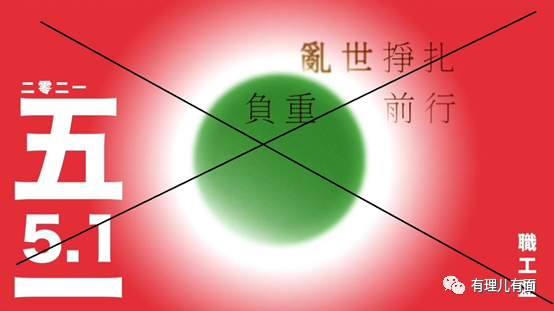 二零二一
五
5.1
一
亂世掙扎
負重 前行
職工
有理儿有面